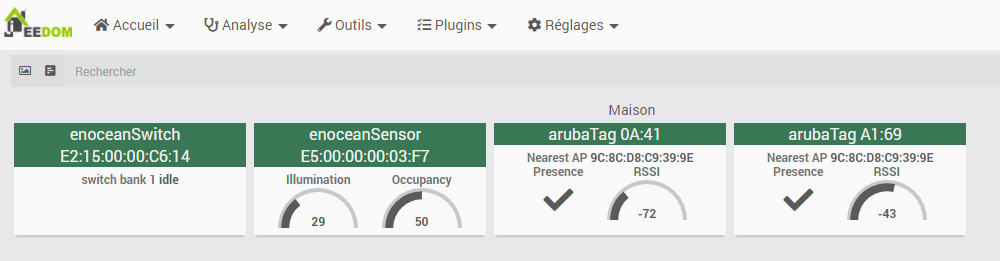 JEEDOM Accueil Analyse Outils Plugins Réglages
Rechercher
Maison
enoceanSwitch
E2:15:00:00:C6:14
switch bank 1 idle
enoceanSensor
E5:00:00:00:03:F7
Illumination Occupancy
29 50
arubaTag 0A:41
Nearest AP 9C:8C:D8:C9:39:9E
Presence RSSI
-72
arubaTag A1:69
Nearest AP 9C:8C:D8:C9:39:9E
Presence RSSI
-43